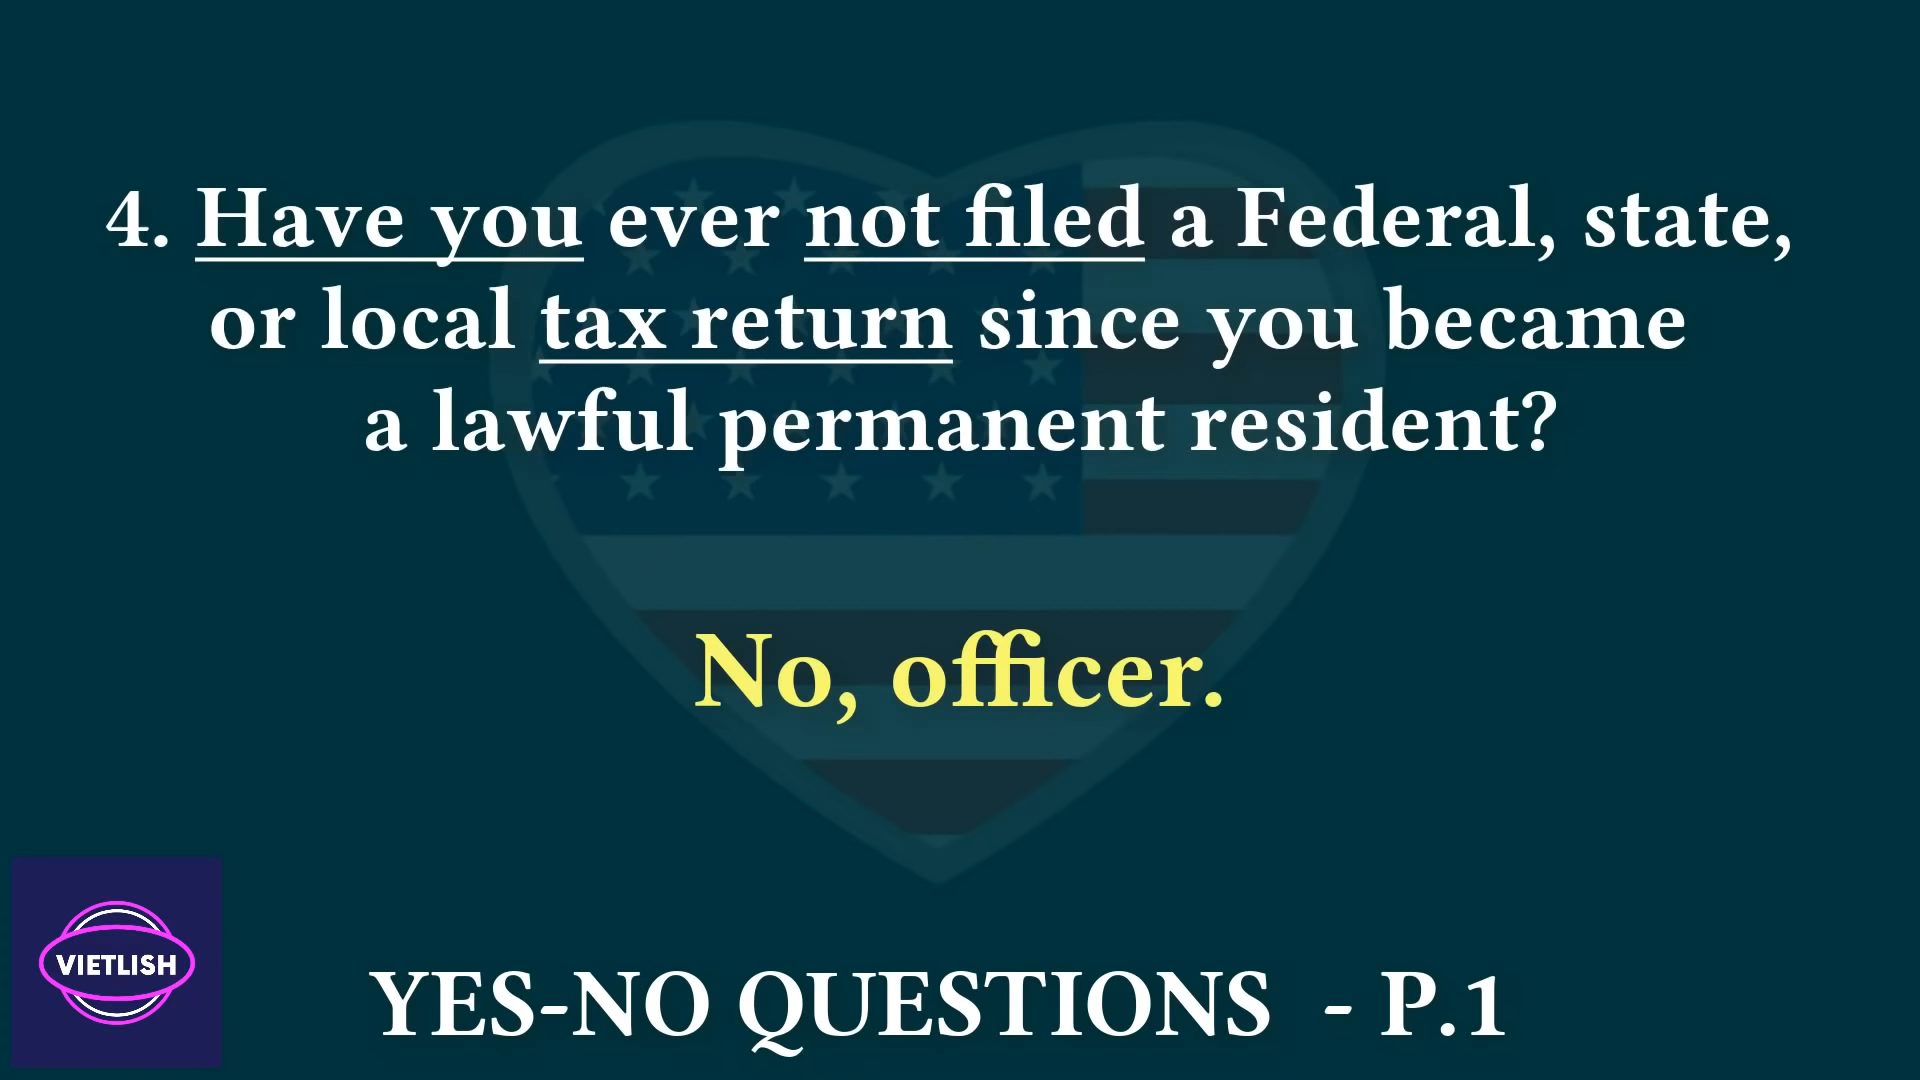 4. Have you ever not filed a Federal, state,
or local tax return since you became
a lawful permanent resident?
No, officer.
VIETLISH
YES-NO QUESTIONS - P.1